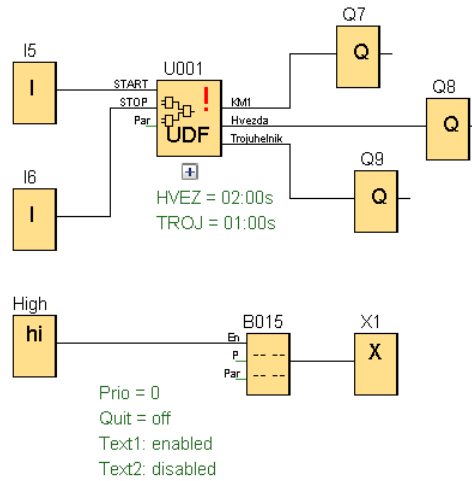 Q7
I5
Q
U001
Q8
I
START
STOP
Par
!
UDF
KM1
Hvezda
Trojuhelnik
Q
Q9
I6
Q
I
HVEZ = 02:00s
TROJ = 01:00s
High
hi
B015
En
P
Par
X1
X
Prio = 0
Quit = off
Text1: enabled
Text2: disabled